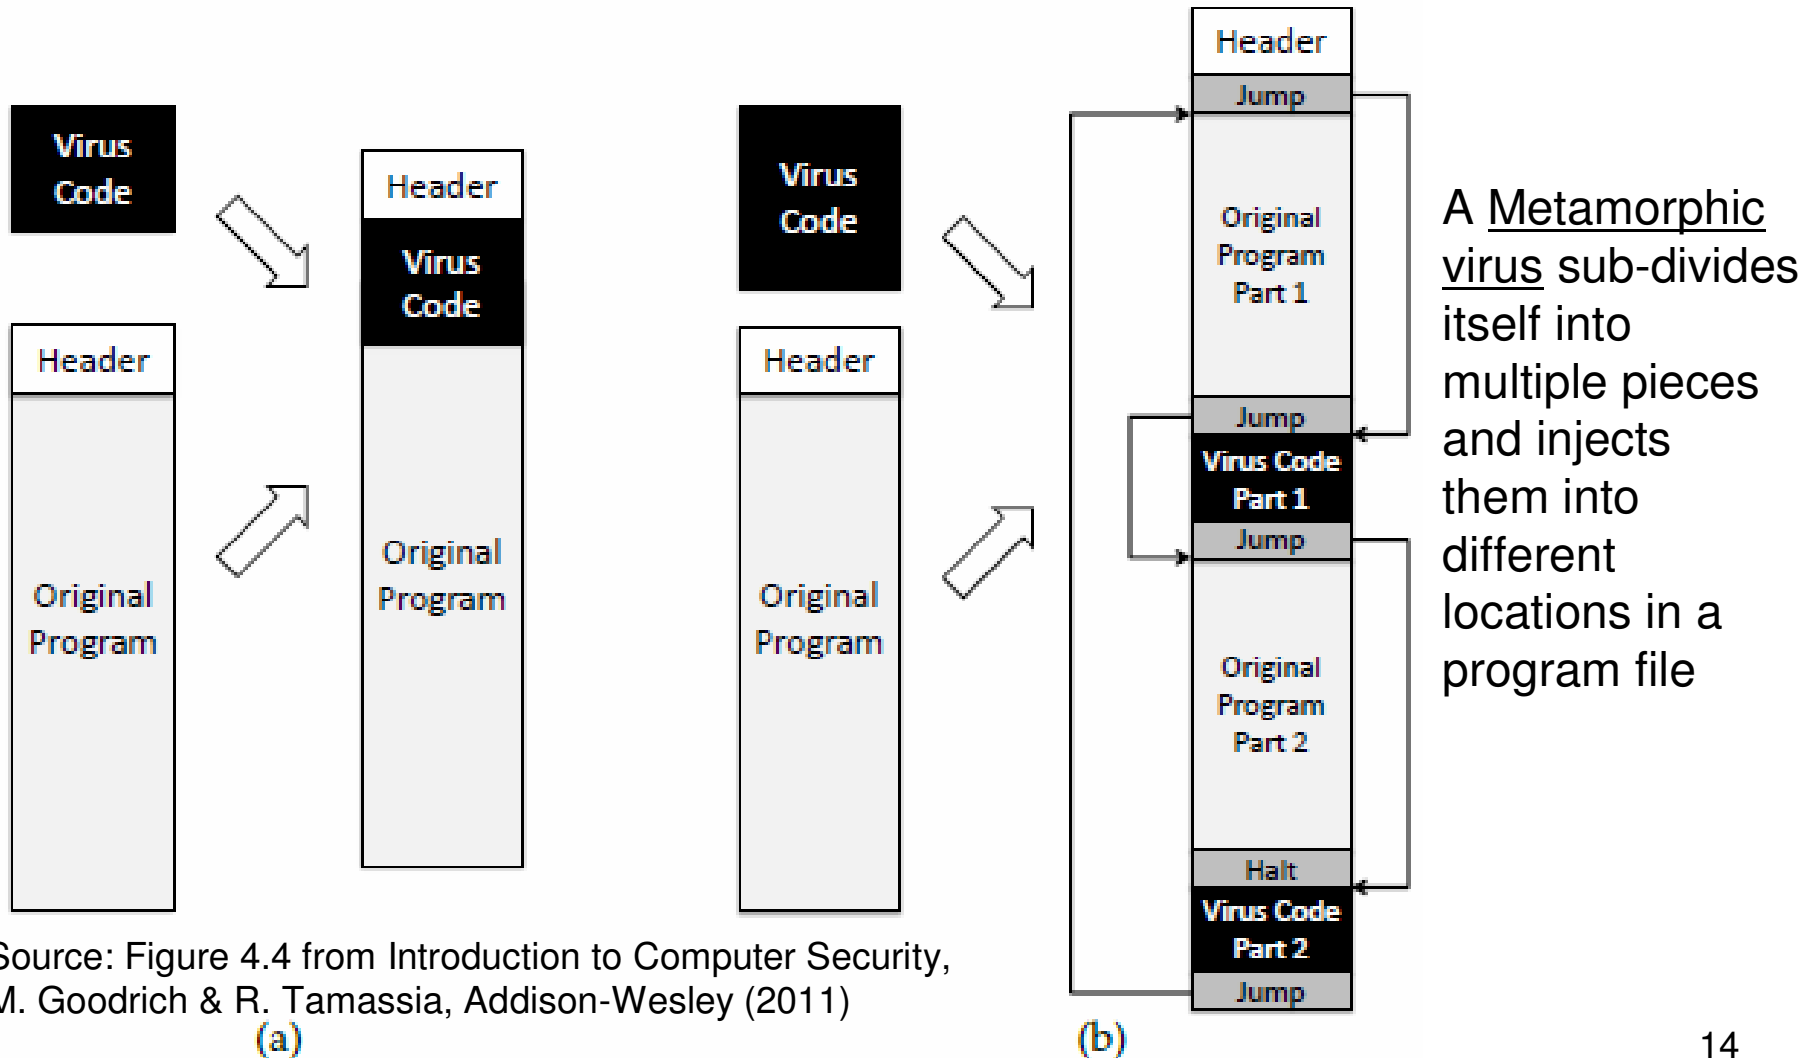 Virus
Code
Header
Original
Program
Header
Virus
Code
Original
Program
Virus
Code
Header
Original
Program
Header
Jump
Original
Program
Part 1
Jump
Virus Code
Part 1
Jump
Original
Program
Part 2
Halt
Virus Code
Part 2
Jump
A Metamorphic
virus sub-divides
itself into
multiple pieces
and injects
them into
different
locations in a
program file
Source: Figure 4.4 from Introduction to Computer Security,
M. Goodrich & R. Tamassia, Addison-Wesley (2011)
(a)
(b)
14